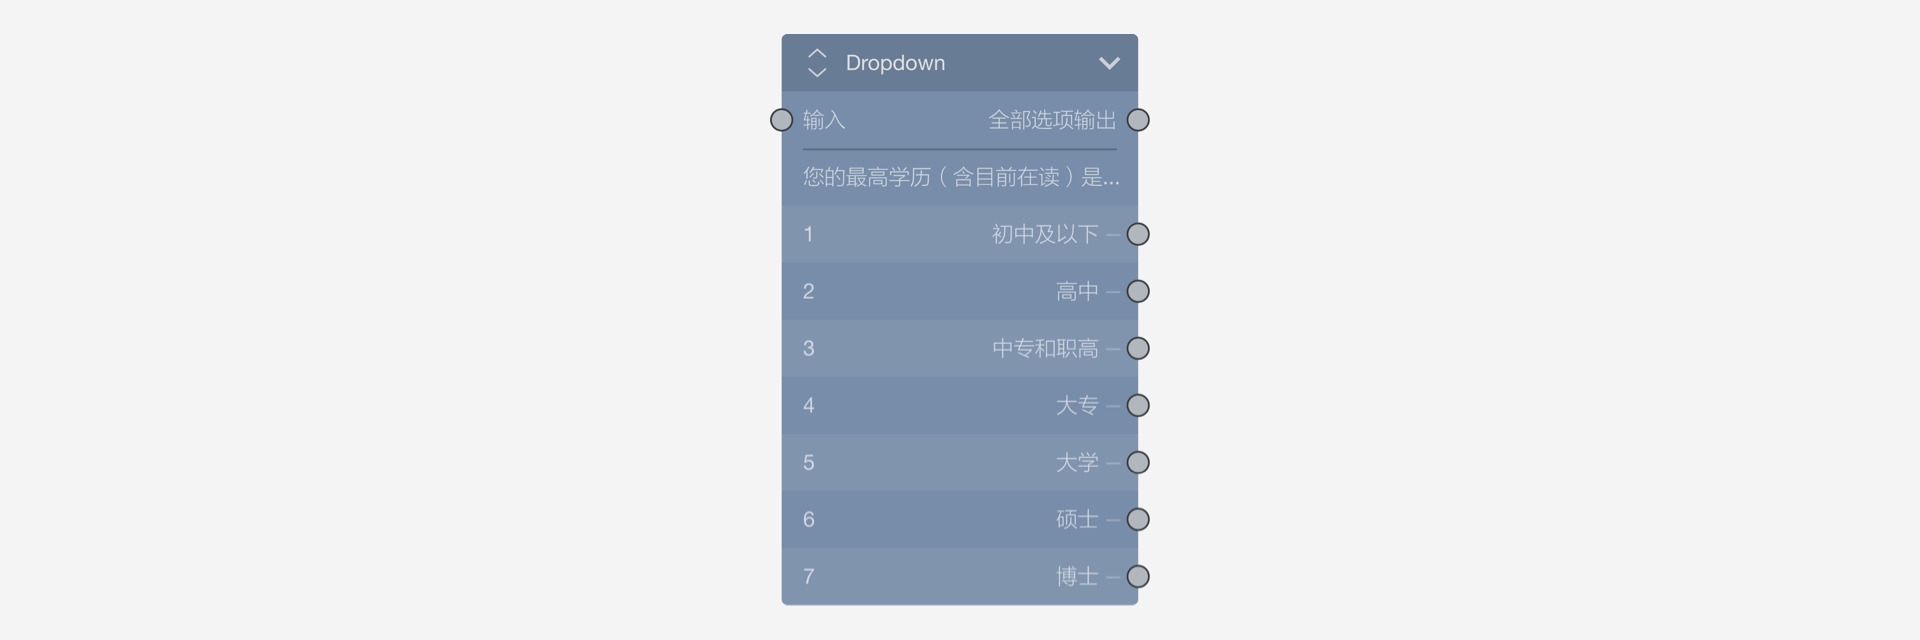 Dropdown
输入 全部选项输出
您的最高学历（含目前在读）是...
1 初中及以下
2 高中
3 中专和职高
4 大专
5 大学
6 硕士
7 博士